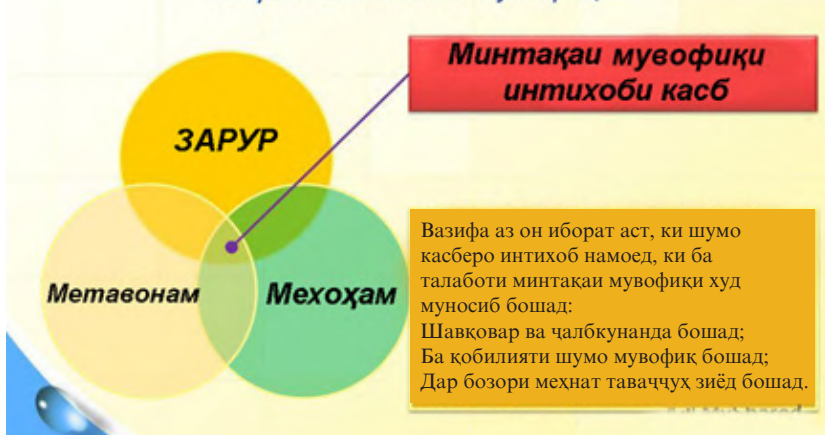 Минтақаи мувофиқи
интихоби касб
ЗАРУР
Метавонам
Мехоҳам
Вазифа аз он иборат аст, ки шумо
касберо интихоб намоед, ки ба
талаботи минтақаи мувофиқи худ
муносиб бошад:
Шавқовар ва ҷалбкунанда бошад;
Ба қобилияти шумо мувофиқ бошад;
Дар бозори меҳнат таваҷҷуҳ зиёд бошад.